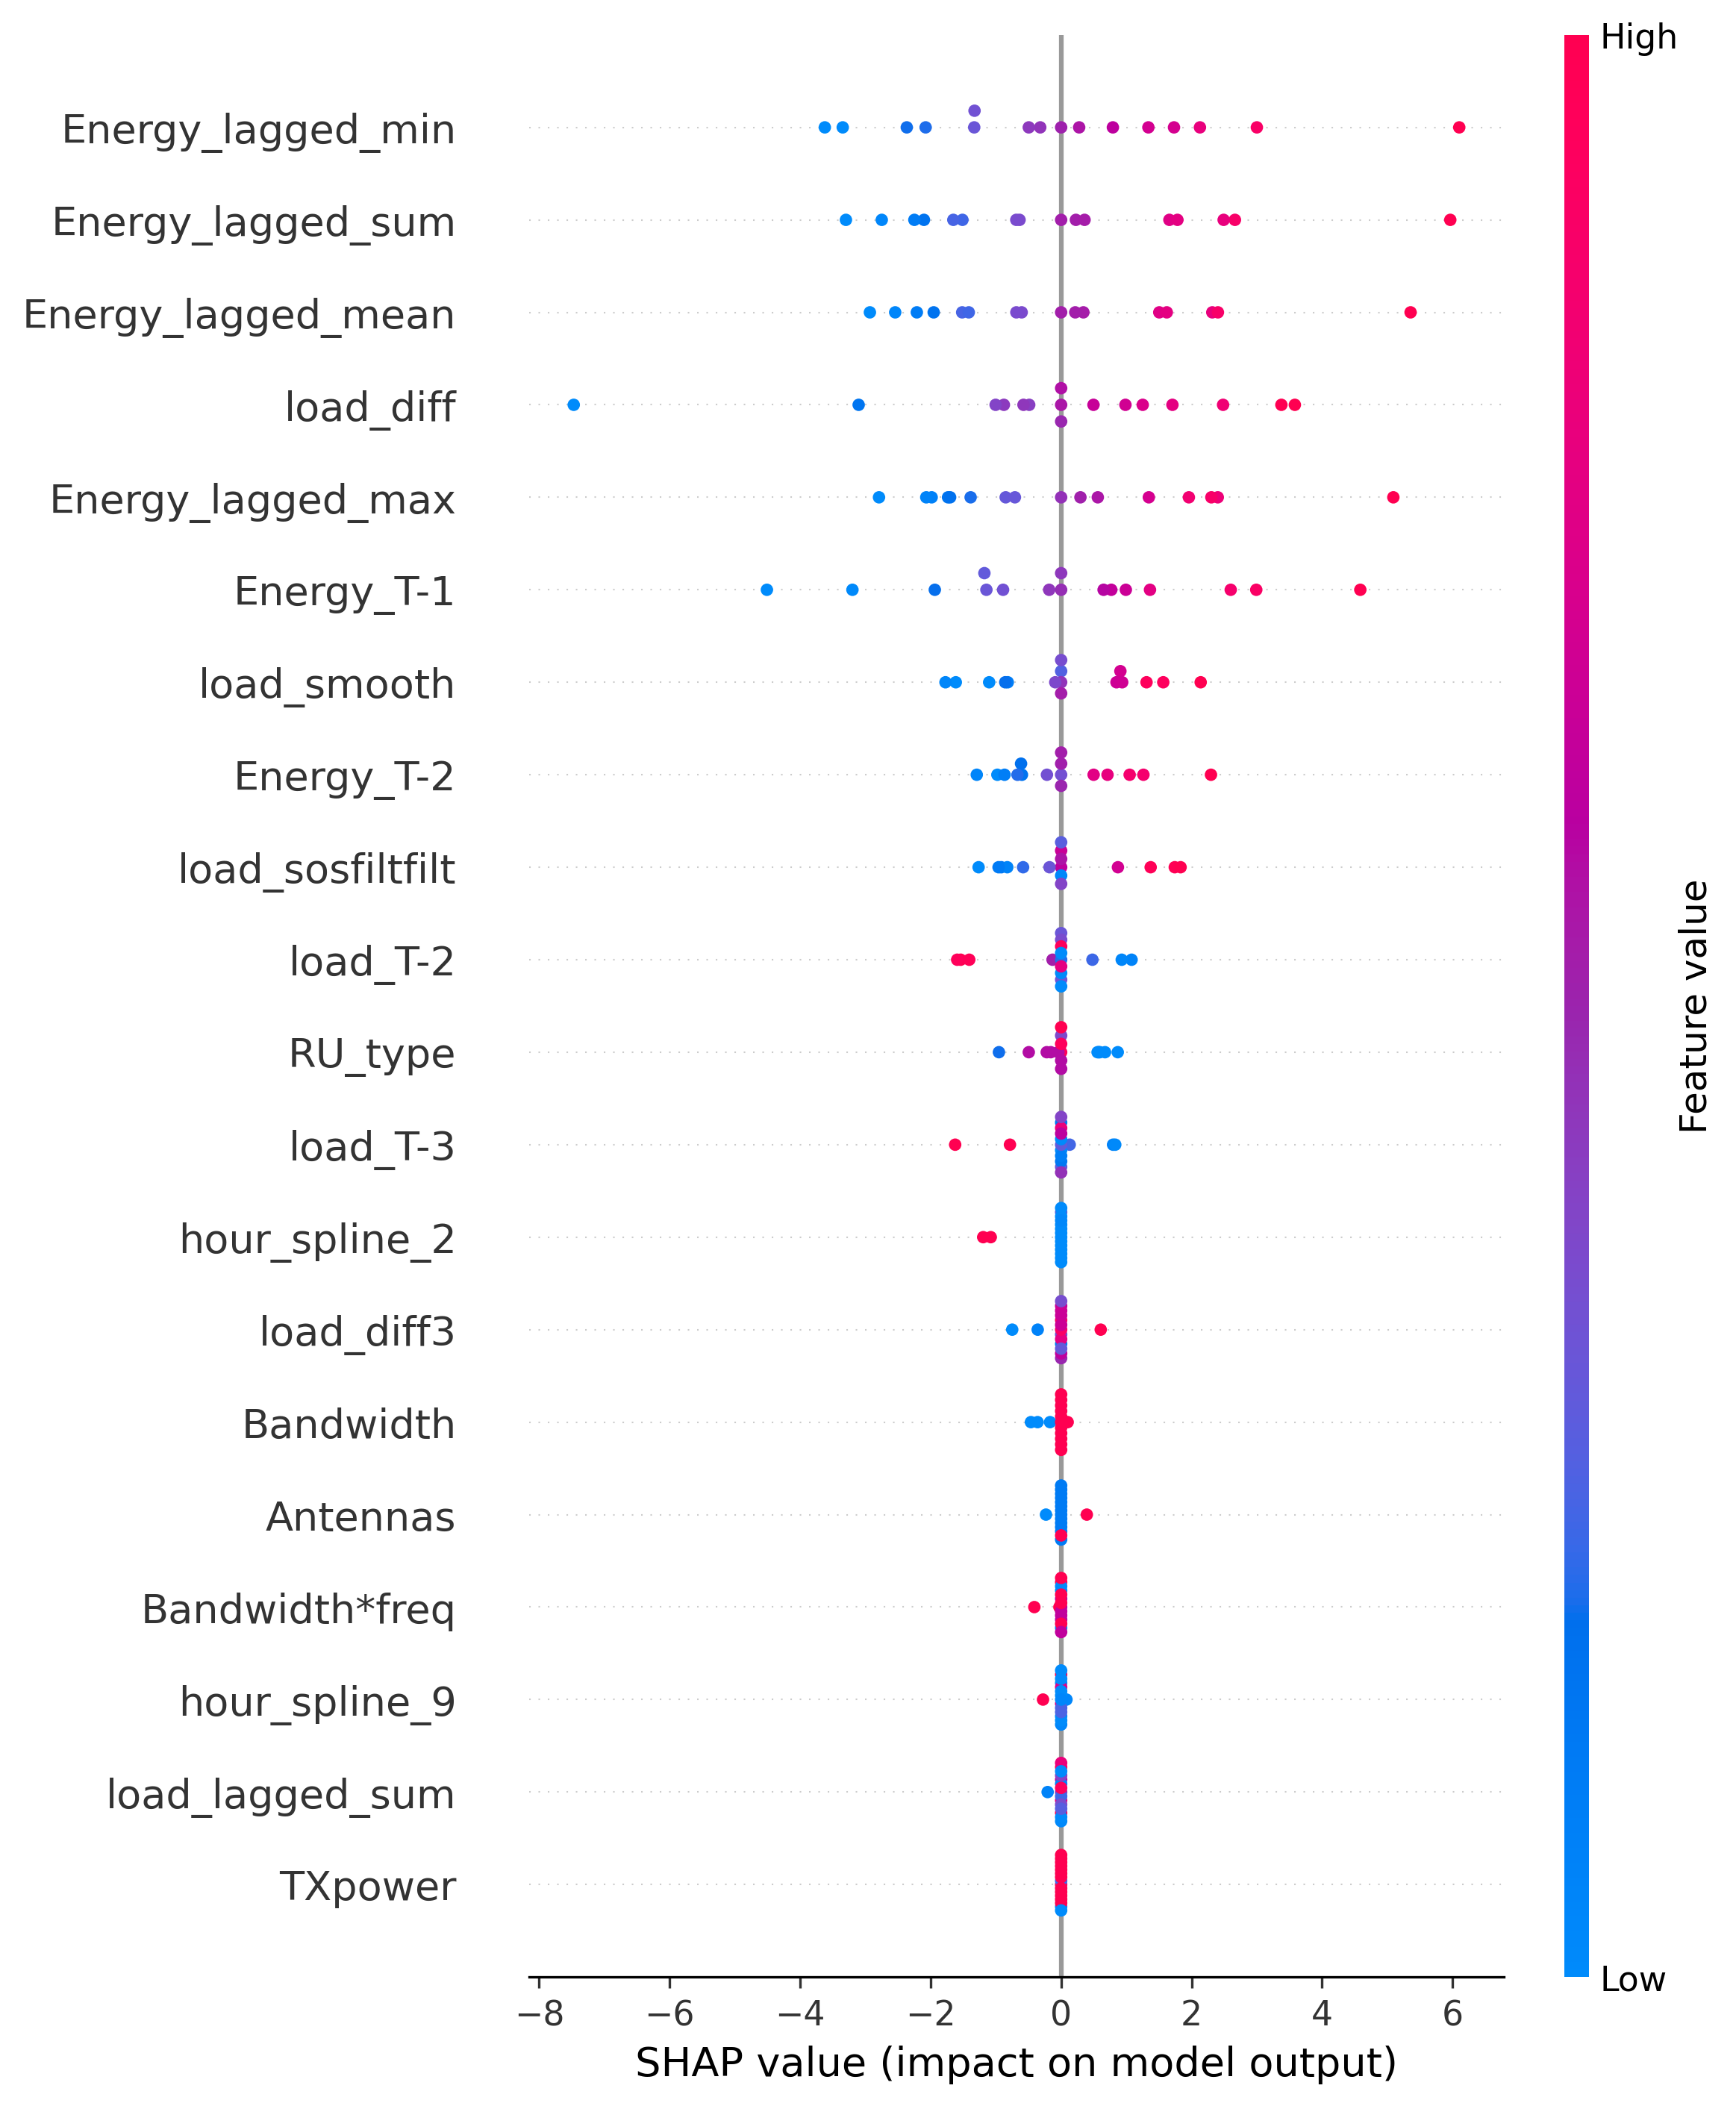 High
Energy_lagged_min
Energy_lagged_sum
Energy_lagged_mean
load_diff
Energy_lagged_max
Energy_T-1
load_smooth
Energy_T-2
load_sosfiltfilt
load_T-2
RU_type
load_T-3
hour_spline_2
load_diff3
Bandwidth
Antennas
Bandwidth*freq
hour_spline_9
load_lagged_sum
TXpower
Feature value
Low
−8 −6 −4 −2 0 2 4 6
SHAP value (impact on model output)